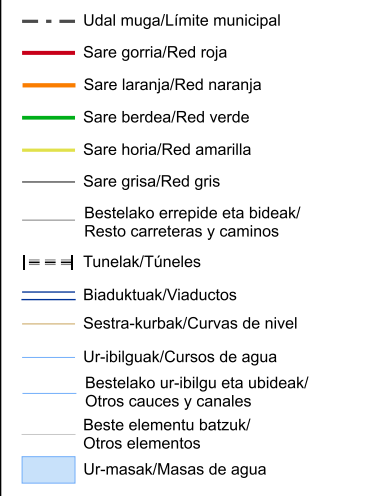 Udal muga/Límite municipal
Sare gorria/Red roja
Sare laranja/Red naranja
Sare berdea/Red verde
Sare horia/Red amarilla
Sare grisa/Red gris
Bestelako errepide eta bideak/
Resto carreteras y caminos
Tunelak/Túneles
Biaduktuak/Viaductos
Sestra-kurbak/Curvas de nivel
Ur-ibilguak/Cursos de agua
Bestelako ur-ibilgu eta ubideak/
Otros cauces y canales
Beste elementu batzuk/
Otros elementos
Ur-masak/Masas de agua